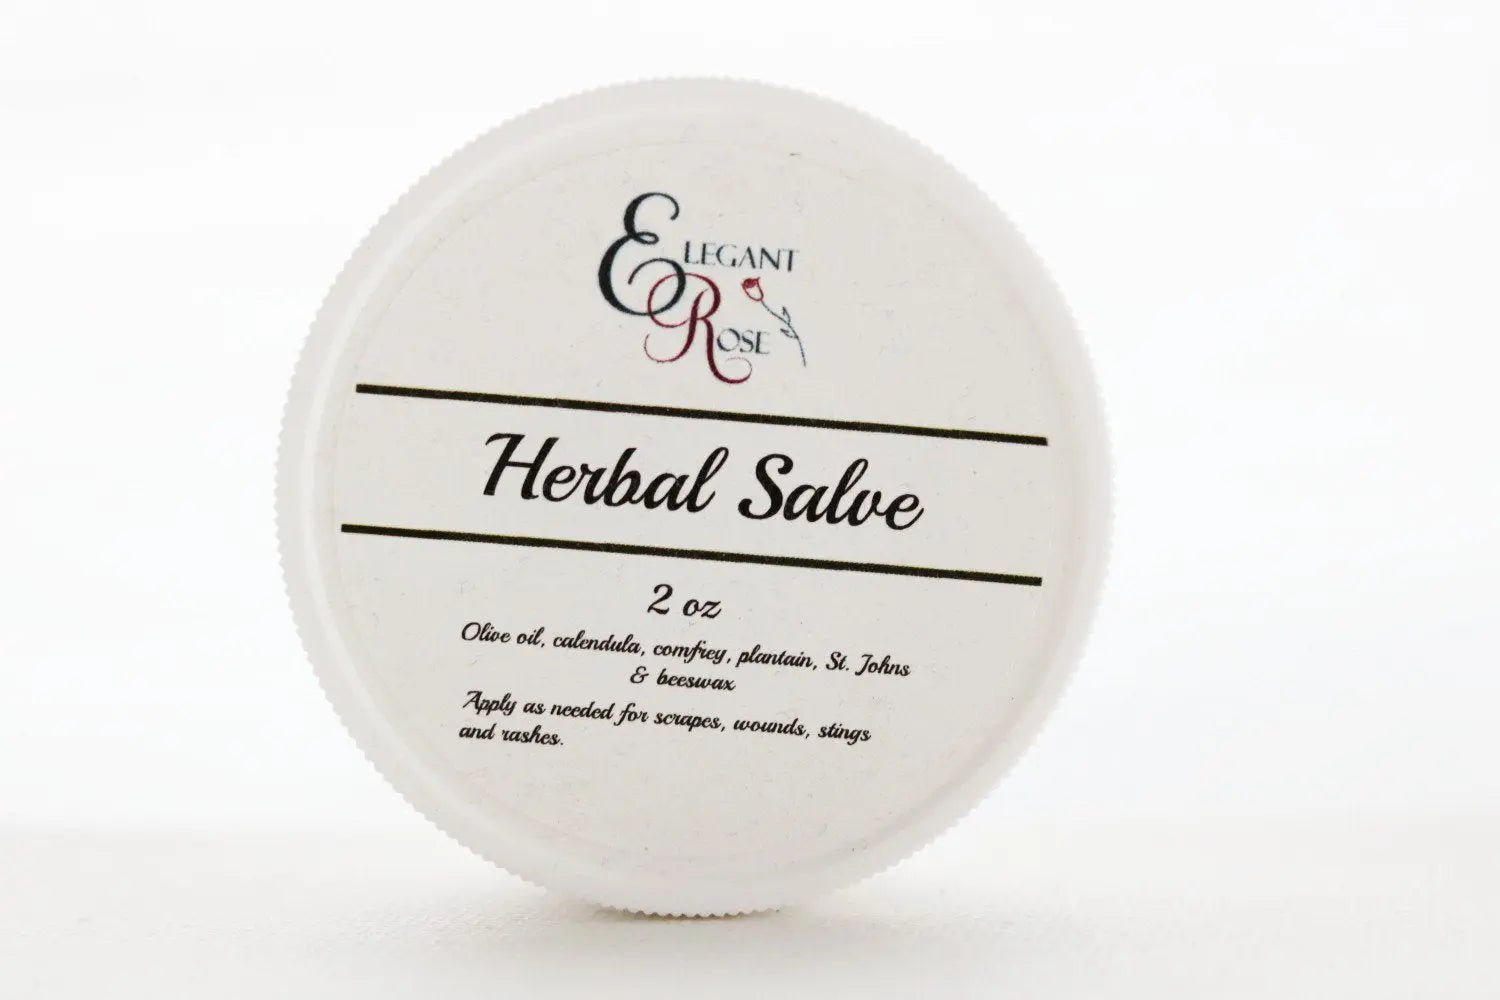 ELEGANT
ROSE
Herbal Salve
2 oz
Olive oil, calendula, comfrey, plantain, St. Johns
& beeswax
Apply as needed for scrapes, wounds, stings
and rashes.